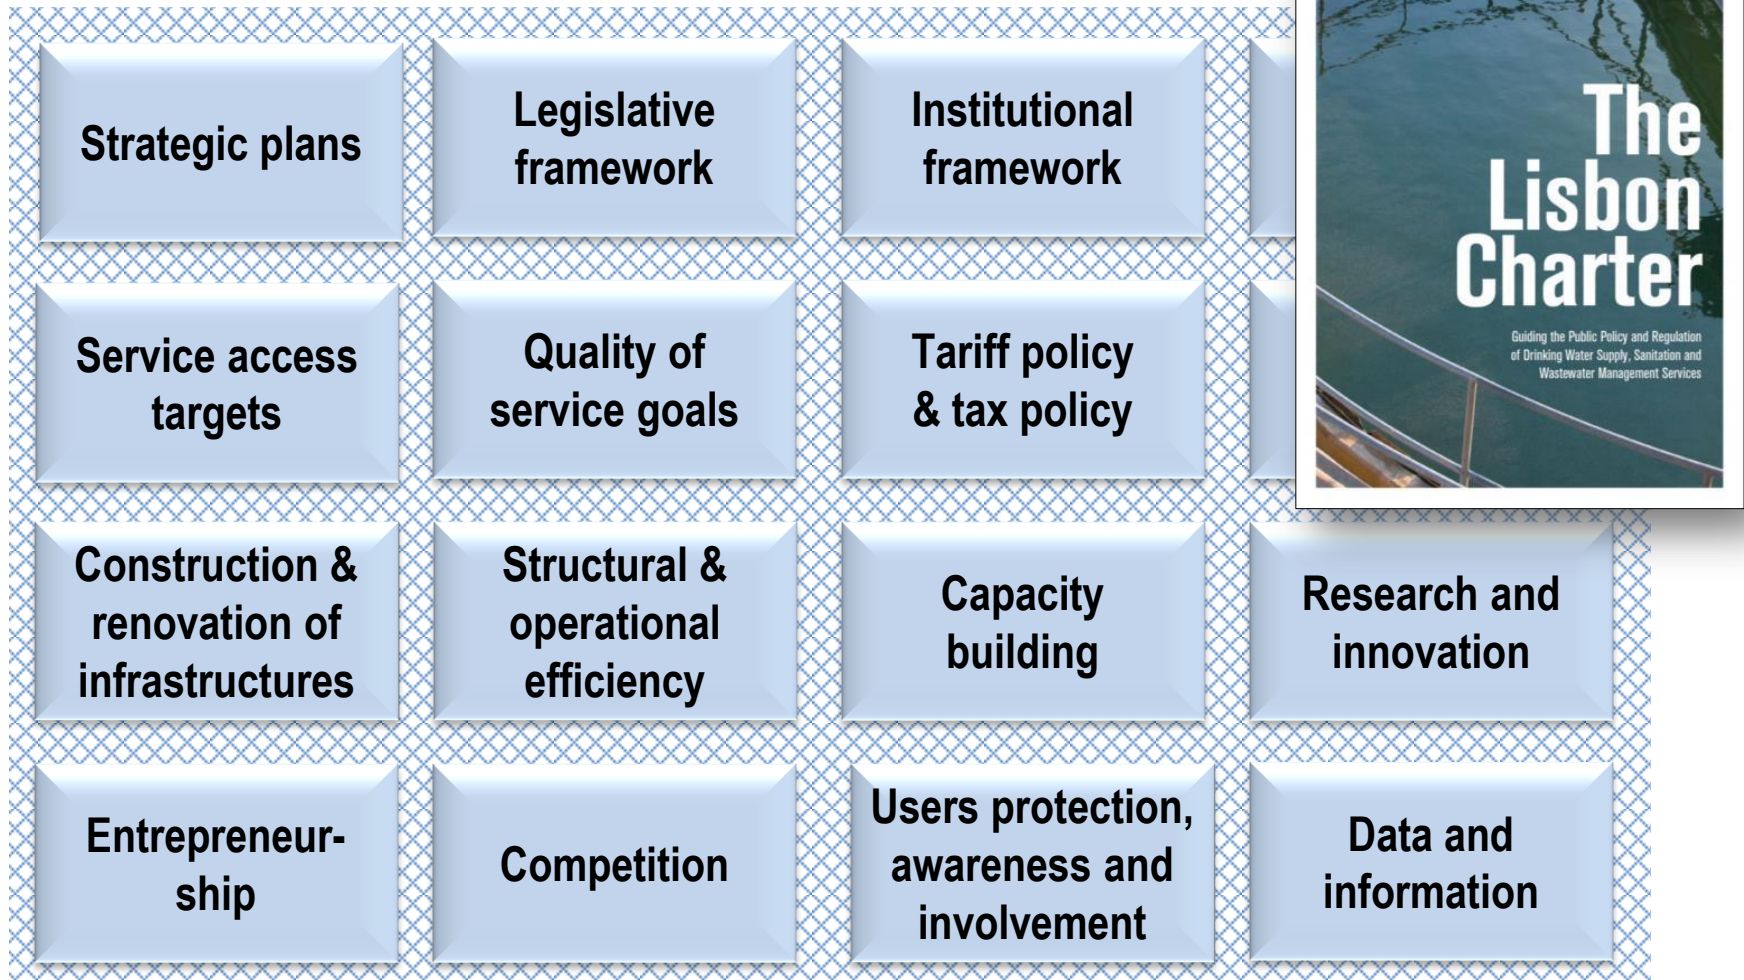 Strategic plans
Legislative
framework
Institutional
framework
The
Lisbon
Charter
Guiding the Public Policy and Regulation
of Drinking Water Supply, Sanitation and
Wastewater Management Services
Service access
targets
Quality of
service goals
Tariff policy
& tax policy
Construction &
renovation of
infrastructures
Structural &
operational
efficiency
Capacity
building
Research and
innovation
Entrepreneur-
ship
Competition
Users protection,
awareness and
involvement
Data and
information